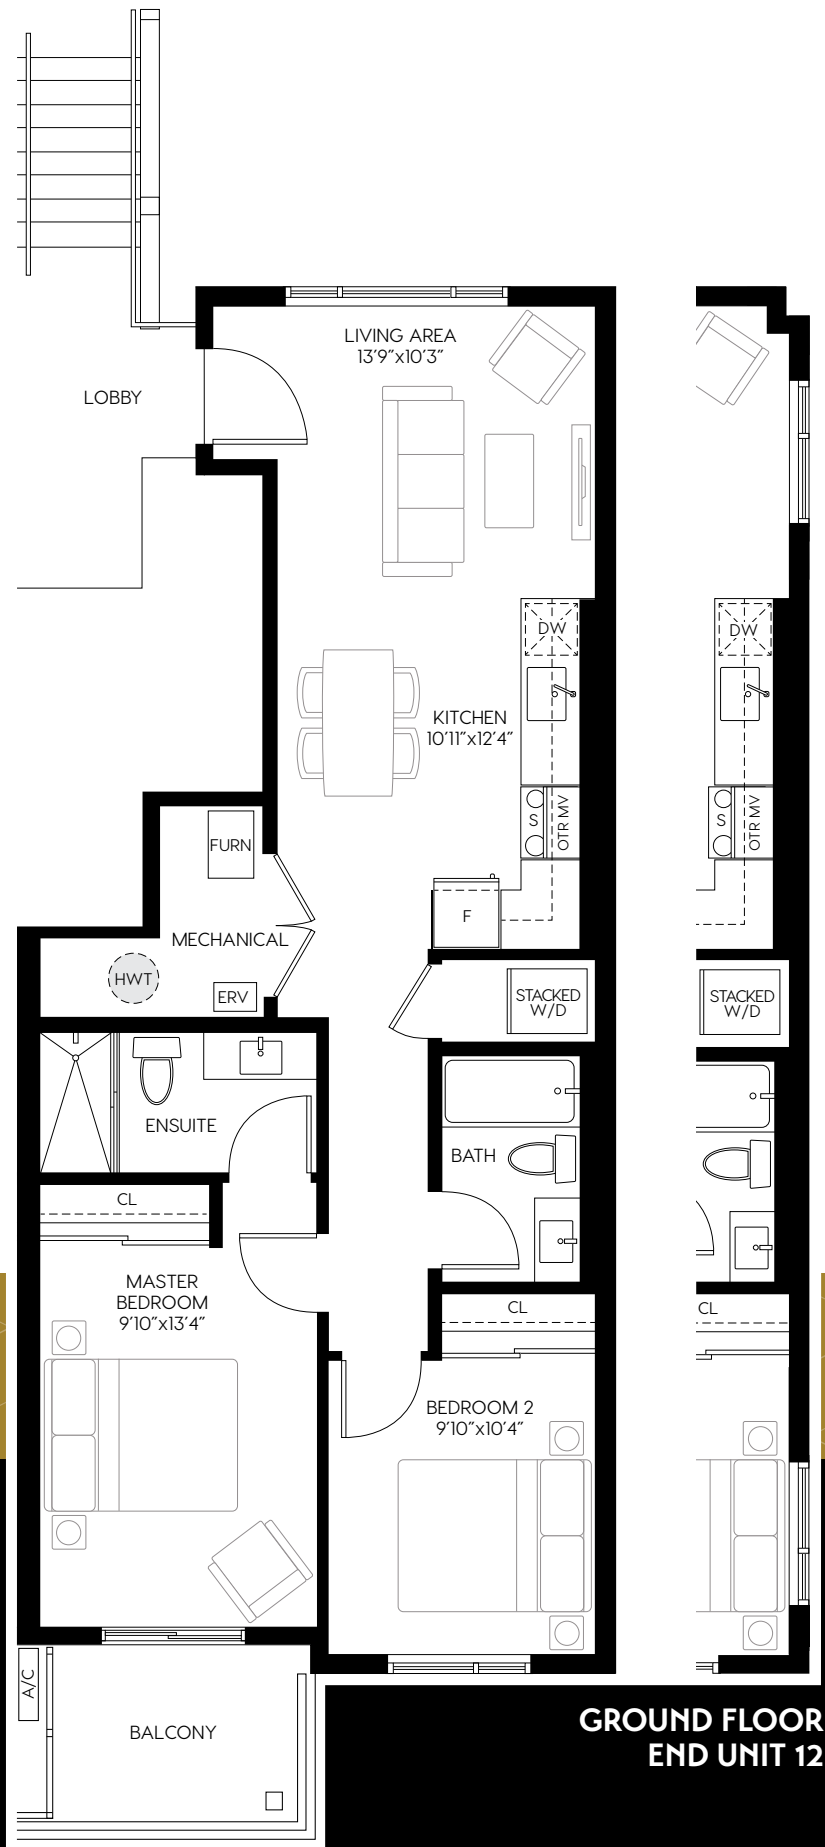 LIVING AREA
13'9"x10'3"
LOBBY
DW
DW
KITCHEN
10'11"x12'4"
S
OTR MV
S
OTR MV
FURN
F
MECHANICAL
HWT
ERV
STACKED
W/D
STACKED
W/D
ENSUITE
BATH
CL
MASTER
BEDROOM
9'10"x13'4"
CL
CL
BEDROOM 2
9'10"x10'4"
A/C
BALCONY
GROUND FLOOR
END UNIT 12